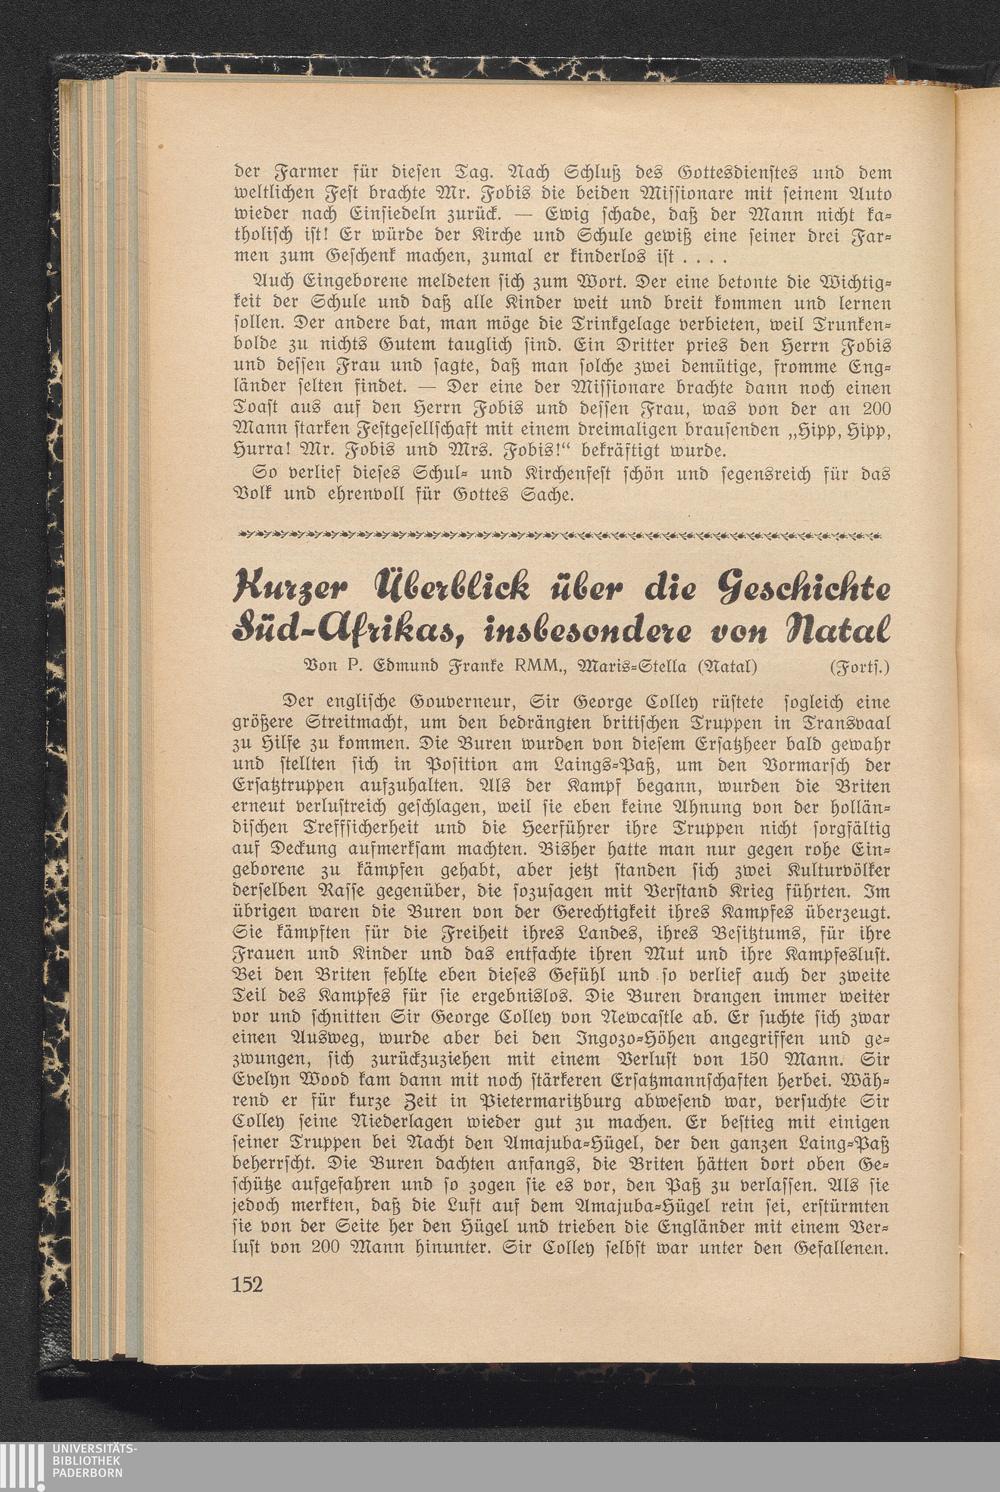 der Farmer für diesen Tag. Nach Schluß des Gottesdienstes und dem
weltlichen Fest brachte Mr. Fobis die beiden Missionare mit seinem Auto
wieder nach Einsiedeln zurück. — Ewig schade, daß der Mann nicht ka-
tholisch ist! Er würde der Kirche und Schule gewiß eine seiner drei Far-
men zum Geschenk machen, zumal er kinderlos ist . . . .
Auch Eingeborene meldeten sich zum Wort. Der eine betonte die Wichtig-
keit der Schule und daß alle Kinder weit und breit kommen und lernen
sollen. Der andere bat, man möge die Trinkgelage verbieten, weil Trunken-
bolde zu nichts Gutem tauglich sind. Ein Dritter pries den Herrn Fobis
und dessen Frau und sagte, daß man solche zwei demütige, fromme Eng-
länder selten findet. — Der eine der Missionare brachte dann noch einen
Toast aus auf den Herrn Fobis und dessen Frau, was von der an 200
Mann starken Festgesellschaft mit einem dreimaligen brausenden „Hipp, Hipp,
Hurra! Mr. Fobis und Mrs. Fobis!“ bekräftigt wurde.
So verlief dieses Schul- und Kirchenfest schön und segensreich für das
Volk und ehrenvoll für Gottes Sache.
Kurzer Überblick über die Geschichte
Süd-Afrikas, insbesondere von Natal
Von P. Edmund Franke RMM., Maris-Stella (Natal) (Forts.)
Der englische Gouverneur, Sir George Colley rüstete sogleich eine
größere Streitmacht, um den bedrängten britischen Truppen in Transvaal
zu Hilfe zu kommen. Die Buren wurden von diesem Ersatzheer bald gewahr
und stellten sich in Position am Laings-Paß, um den Vormarsch der
Ersatztruppen aufzuhalten. Als der Kampf begann, wurden die Briten
erneut verlustreich geschlagen, weil sie eben keine Ahnung von der hollän-
dischen Treffsicherheit und die Heerführer ihre Truppen nicht sorgfältig
auf Deckung aufmerksam machten. Bisher hatte man nur gegen rohe Ein-
geborene zu kämpfen gehabt, aber jetzt standen sich zwei Kulturvölker
derselben Rasse gegenüber, die sozusagen mit Verstand Krieg führten. Im
übrigen waren die Buren von der Gerechtigkeit ihres Kampfes überzeugt.
Sie kämpften für die Freiheit ihres Landes, ihres Besitztums, für ihre
Frauen und Kinder und das entfachte ihren Mut und ihre Kampfeslust.
Bei den Briten fehlte eben dieses Gefühl und so verlief auch der zweite
Teil des Kampfes für sie ergebnislos. Die Buren drangen immer weiter
vor und schnitten Sir George Colley von Newcastle ab. Er suchte sich zwar
einen Ausweg, wurde aber bei den Ingozo-Höhen angegriffen und ge-
zwungen, sich zurückzuziehen mit einem Verlust von 150 Mann. Sir
Evelyn Wood kam dann mit noch stärkeren Ersatzmannschaften herbei. Wäh-
rend er für kurze Zeit in Pietermaritzburg abwesend war, versuchte Sir
Colley seine Niederlagen wieder gut zu machen. Er bestieg mit einigen
seiner Truppen bei Nacht den Amajuba-Hügel, der den ganzen Laing-Paß
beherrscht. Die Buren dachten anfangs, die Briten hätten dort oben Ge-
schütze aufgefahren und so zogen sie es vor, den Paß zu verlassen. Als sie
jedoch merkten, daß die Luft auf dem Amajuba-Hügel rein sei, erstürmten
sie von der Seite her den Hügel und trieben die Engländer mit einem Ver-
lust von 200 Mann hinunter. Sir Colley selbst war unter den Gefallenen.
152
UNIVERSITÄTS-
BIBLIOTHEK
PADERBORN